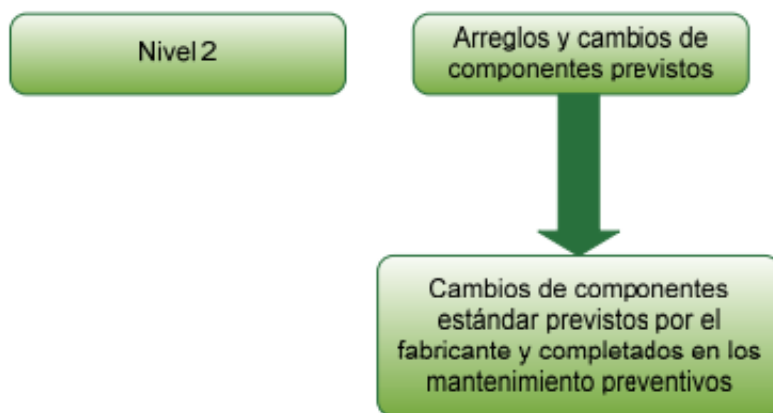 Nivel 2
Arreglos y cambios de
componentes previstos
Cambios de componentes
estándar previstos por el
fabricante y completados en los
mantenimiento preventivos